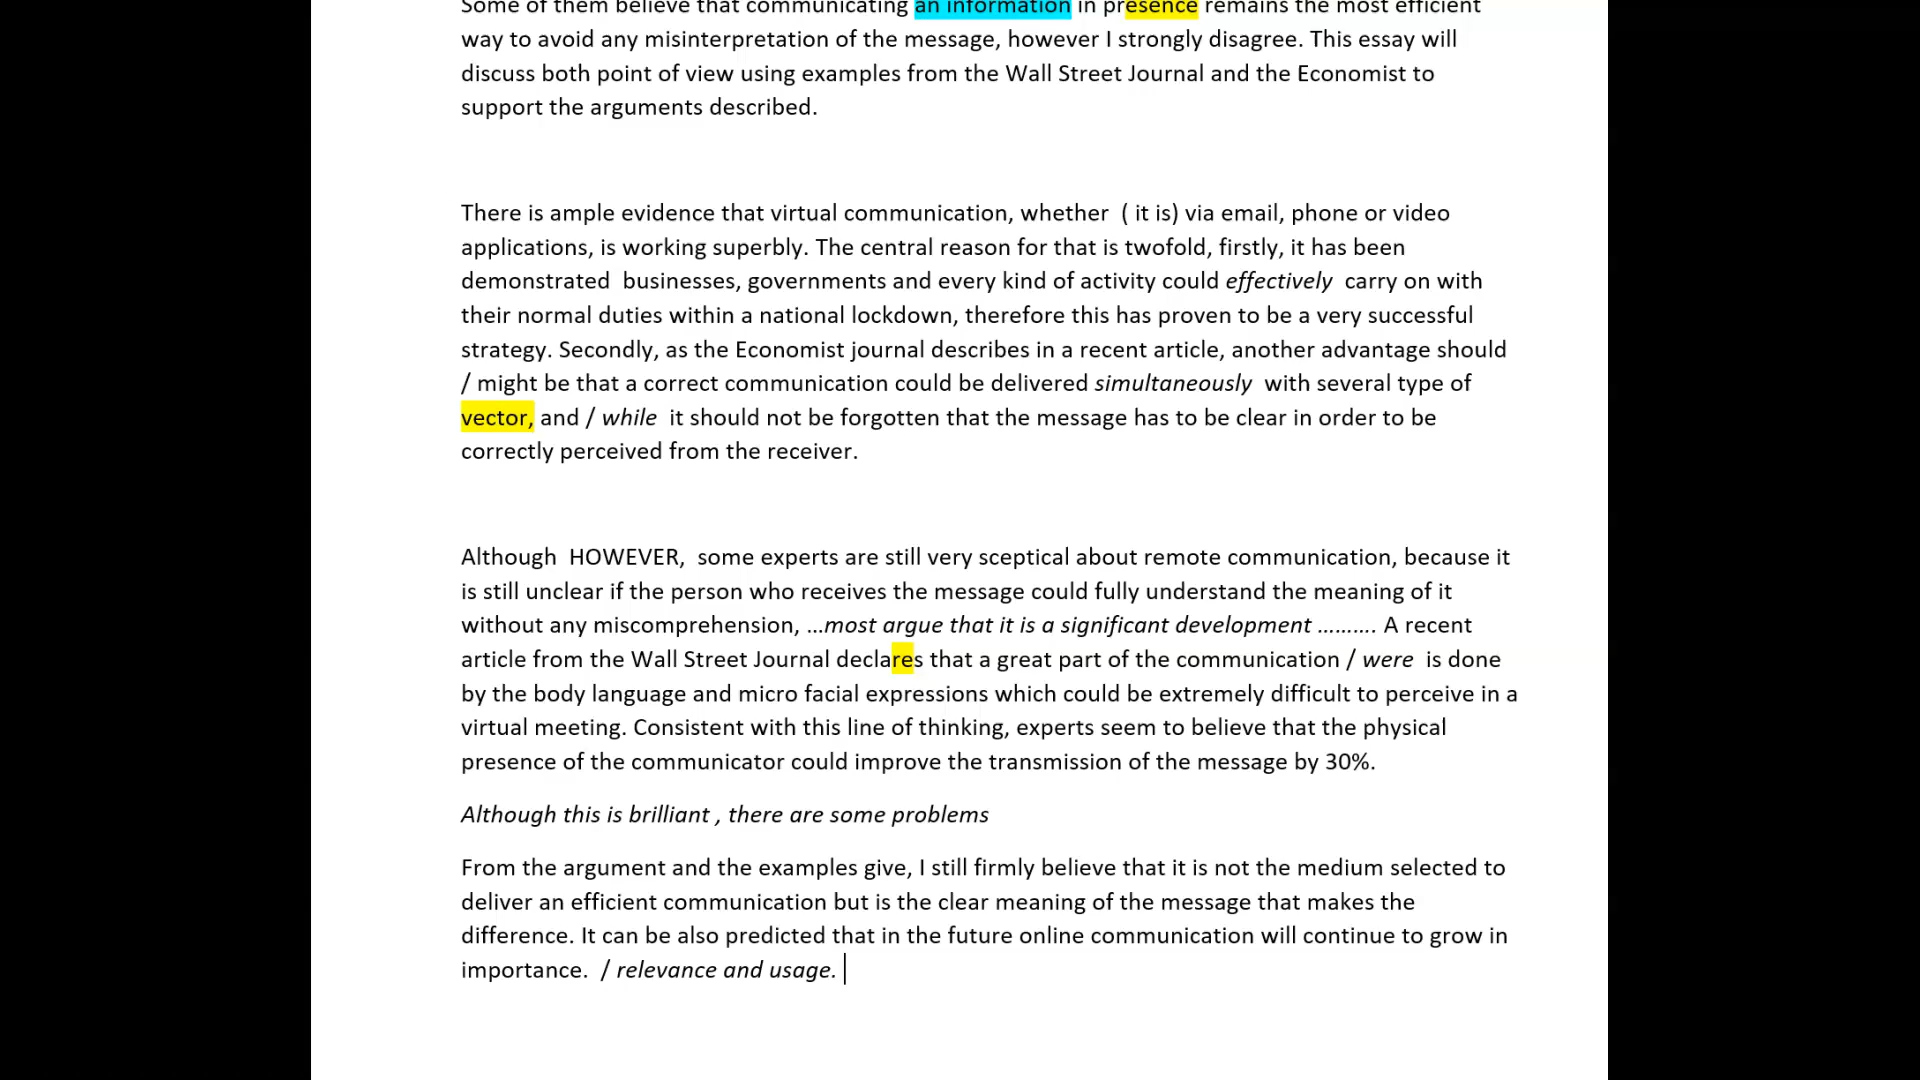 Some of them believe that communicating an information in presence remains the most efficient
way to avoid any misinterpretation of the message, however I strongly disagree. This essay will
discuss both point of view using examples from the Wall Street Journal and the Economist to
support the arguments described.
There is ample evidence that virtual communication, whether  ( it is) via email, phone or video
applications, is working superbly. The central reason for that is twofold, firstly, it has been
demonstrated  businesses, governments and every kind of activity could effectively  carry on with
their normal duties within a national lockdown, therefore this has proven to be a very successful
strategy. Secondly, as the Economist journal describes in a recent article, another advantage should
/ might be that a correct communication could be delivered simultaneously  with several type of
vector, and / while  it should not be forgotten that the message has to be clear in order to be
correctly perceived from the receiver.
Although  HOWEVER,  some experts are still very sceptical about remote communication, because it
is still unclear if the person who receives the message could fully understand the meaning of it
without any miscomprehension, …most argue that it is a significant development ………. A recent
article from the Wall Street Journal declares that a great part of the communication / were  is done
by the body language and micro facial expressions which could be extremely difficult to perceive in a
virtual meeting. Consistent with this line of thinking, experts seem to believe that the physical
presence of the communicator could improve the transmission of the message by 30%.
Although this is brilliant , there are some problems
From the argument and the examples give, I still firmly believe that it is not the medium selected to
deliver an efficient communication but is the clear meaning of the message that makes the
difference. It can be also predicted that in the future online communication will continue to grow in
importance.  / relevance and usage.